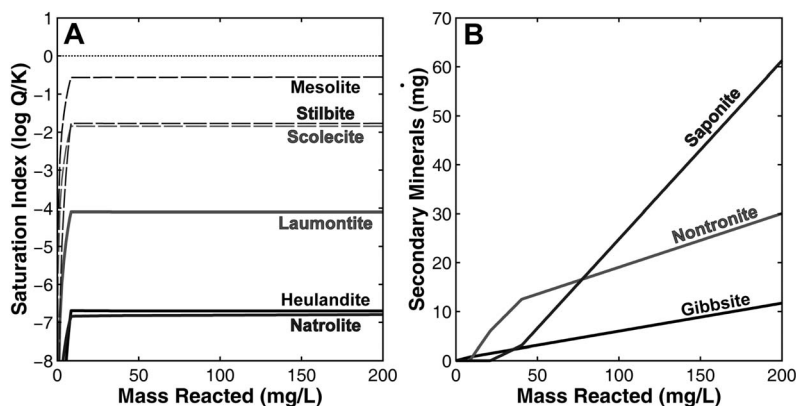 A
Saturation Index (log Q/K)
1
0
-1
-2
-3
-4
-5
-6
-7
-8
Mesolite
Stilbite
Scolecite
Laumontite
Heulandite
Natrolite
0
50
100
150
200
Mass Reacted (mg/L)
B
Secondary Minerals (mg)
70
60
50
40
30
20
10
0
Saponite
Nontronite
Gibbsite
0
50
100
150
200
Mass Reacted (mg/L)